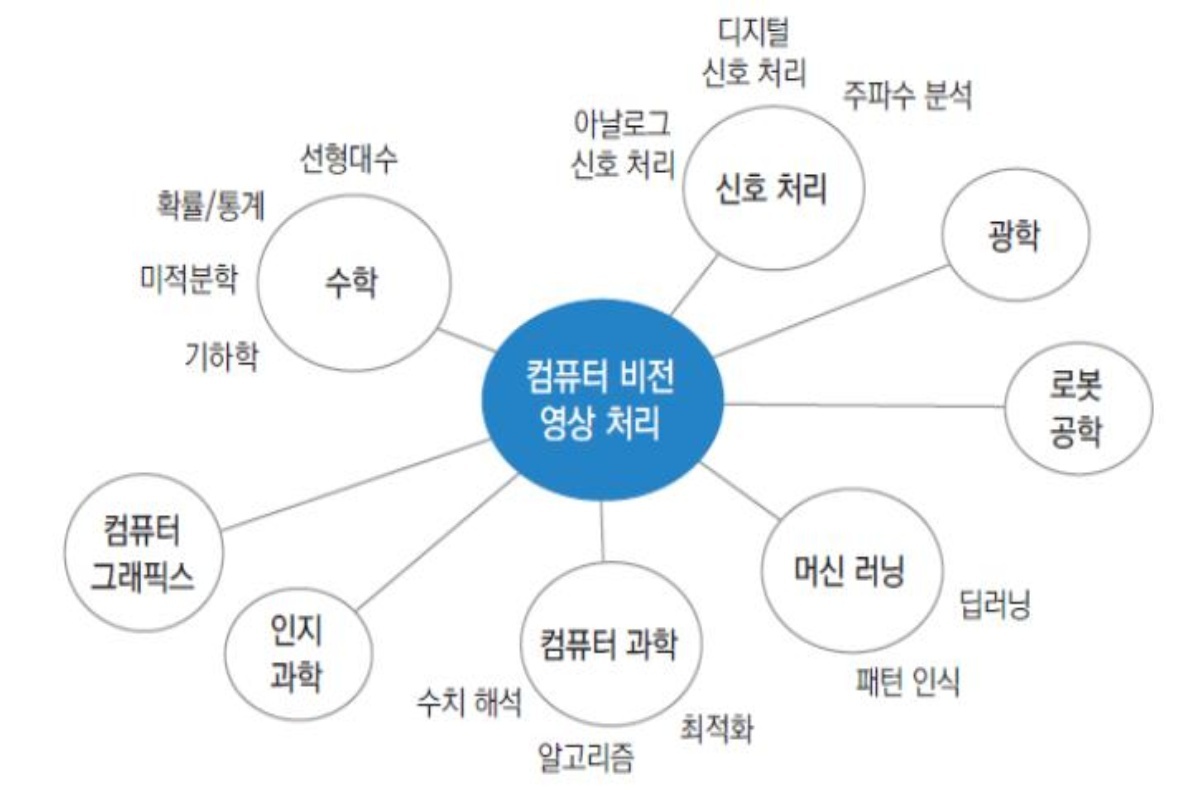 디지털
신호 처리
주파수 분석
아날로그
신호 처리
신호 처리
선형대수
확률/통계
미적분학
수학
기하학
광학
컴퓨터 비전
영상 처리
로봇
공학
컴퓨터
그래픽스
인지
과학
컴퓨터 과학
수치 해석
알고리즘
최적화
머신 러닝
딥러닝
패턴 인식